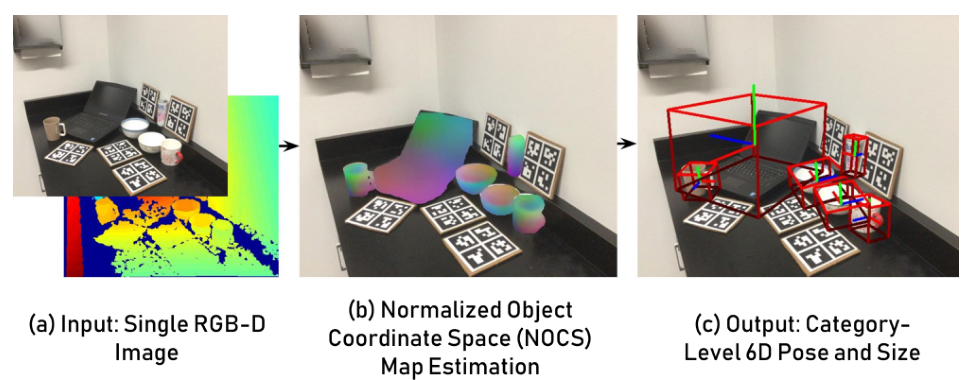 (a) Input: Single RGB-D
Image
(b) Normalized Object
Coordinate Space (NOCS)
Map Estimation
(c) Output: Category-
Level 6D Pose and Size